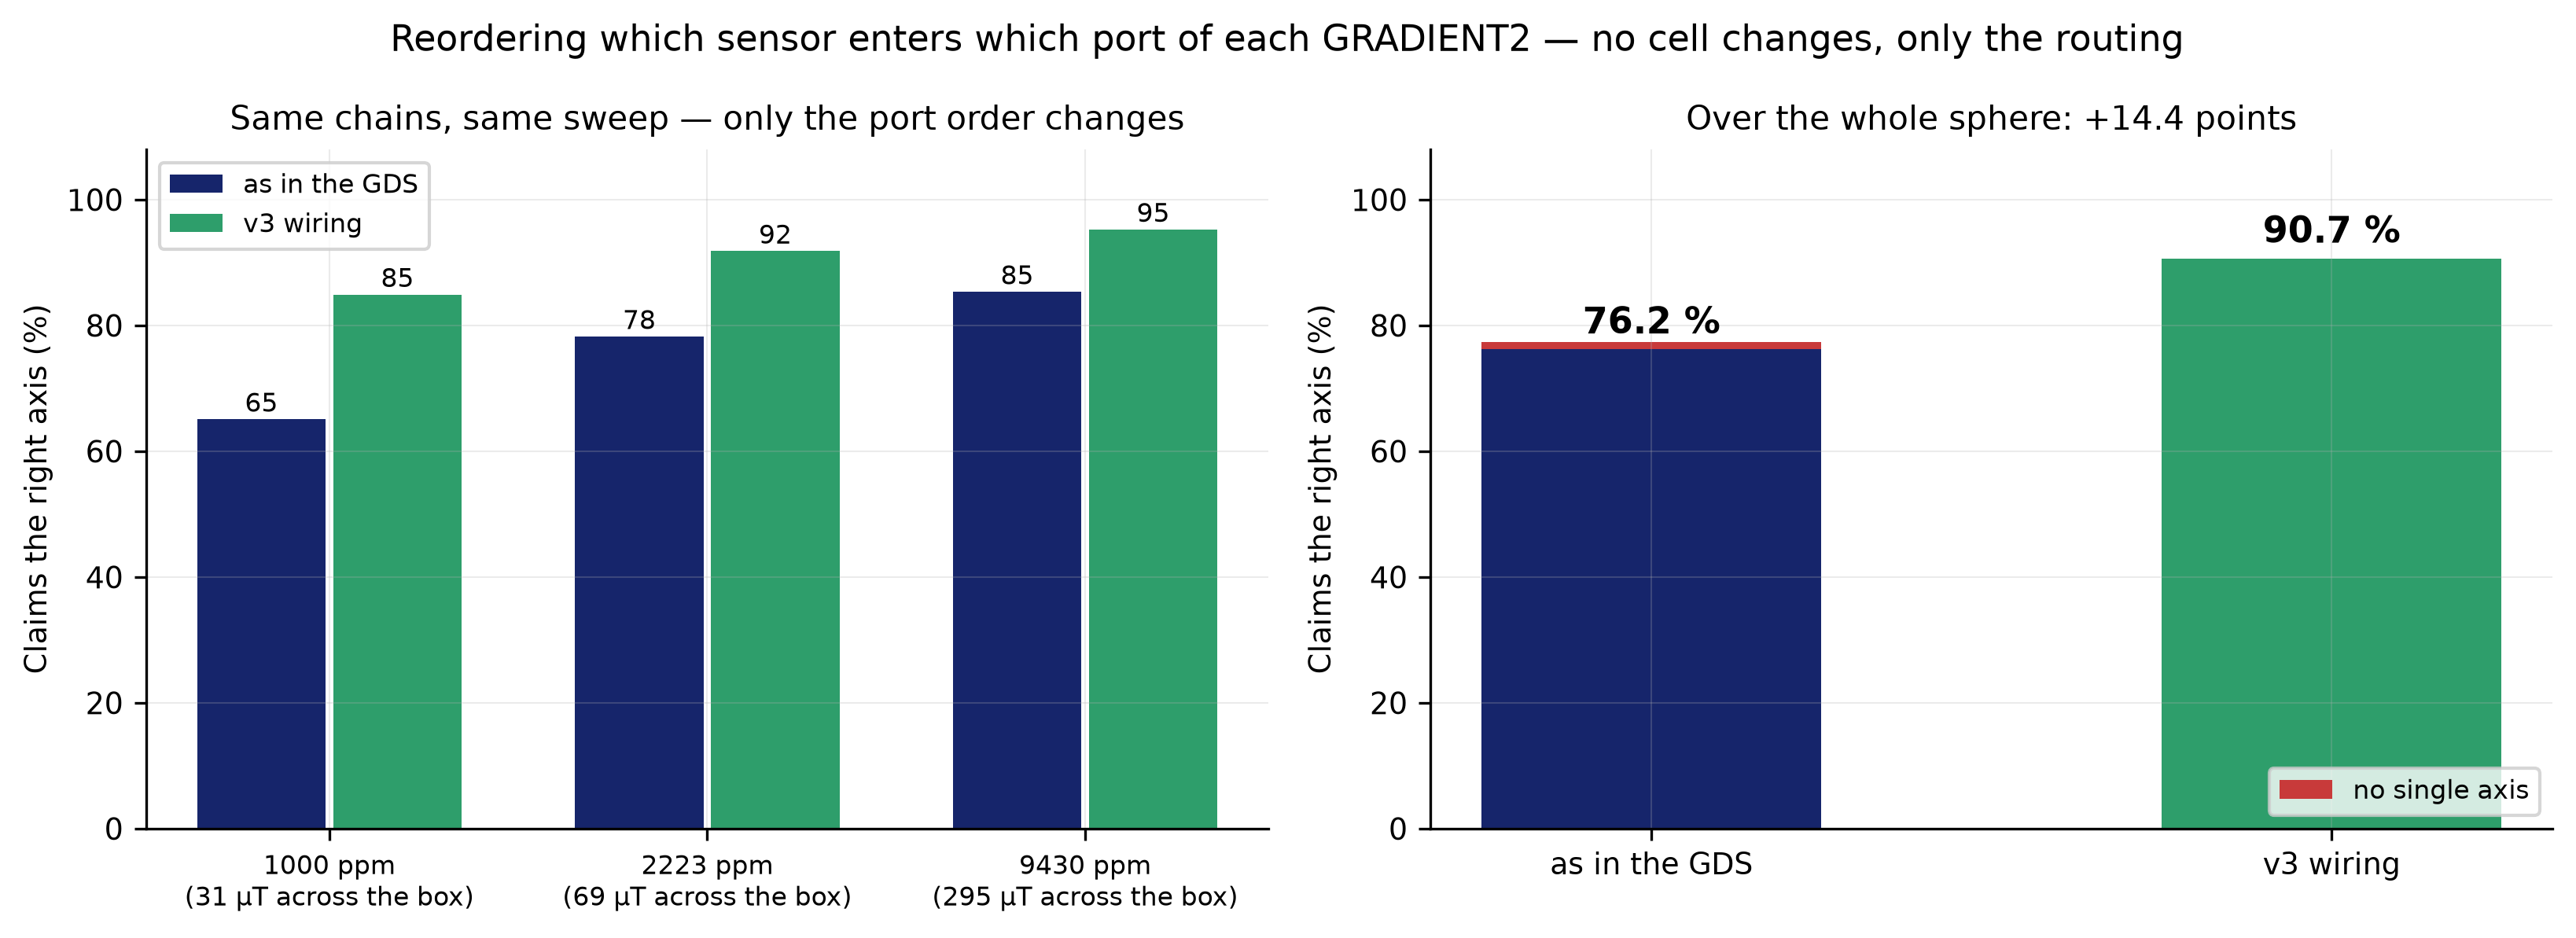 Reordering which sensor enters which port of each GRADIENT2 — no cell changes, only the routing
Same chains, same sweep — only the port order changes
as in the GDS
v3 wiring
Claims the right axis (%)
100
80
60
40
20
0
65
85
78
92
85
95
1000 ppm
(31 µT across the box)
2223 ppm
(69 µT across the box)
9430 ppm
(295 µT across the box)
Over the whole sphere: +14.4 points
Claims the right axis (%)
100
80
60
40
20
0
76.2 %
90.7 %
no single axis
as in the GDS
v3 wiring